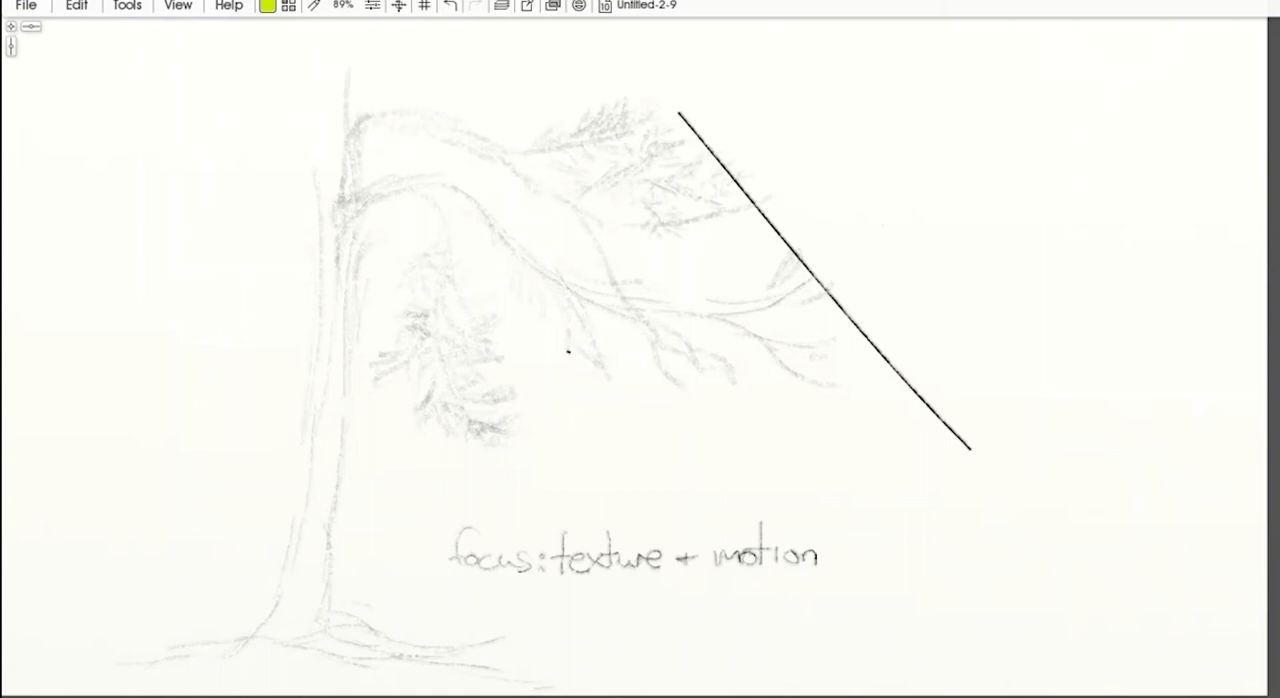 File Edit Tools View Help 89% Untitled-2-9
focus: texture + motion